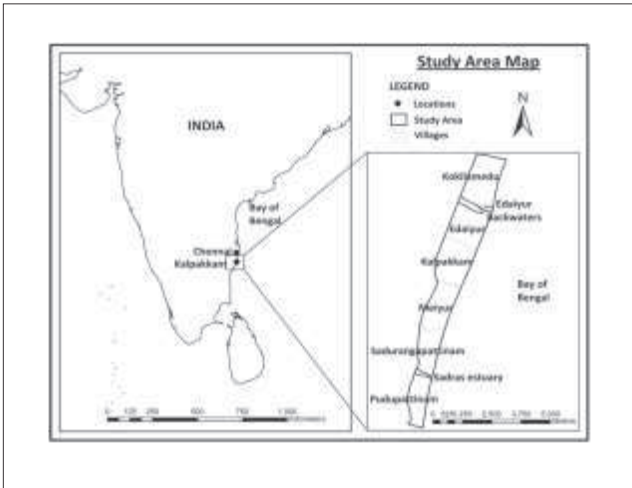 Study Area Map
LEGEND
Locations
Study Area
Villages
N
INDIA
Bay of
Bengal
Chennai
Kalpakkam
Kokilamedu
Edaiyur
Backwaters
Edaiyur
Kalpakkam
Bay of
Bengal
Meiyur
Sadurangapattinam
Sadras estuary
Pudupattinam